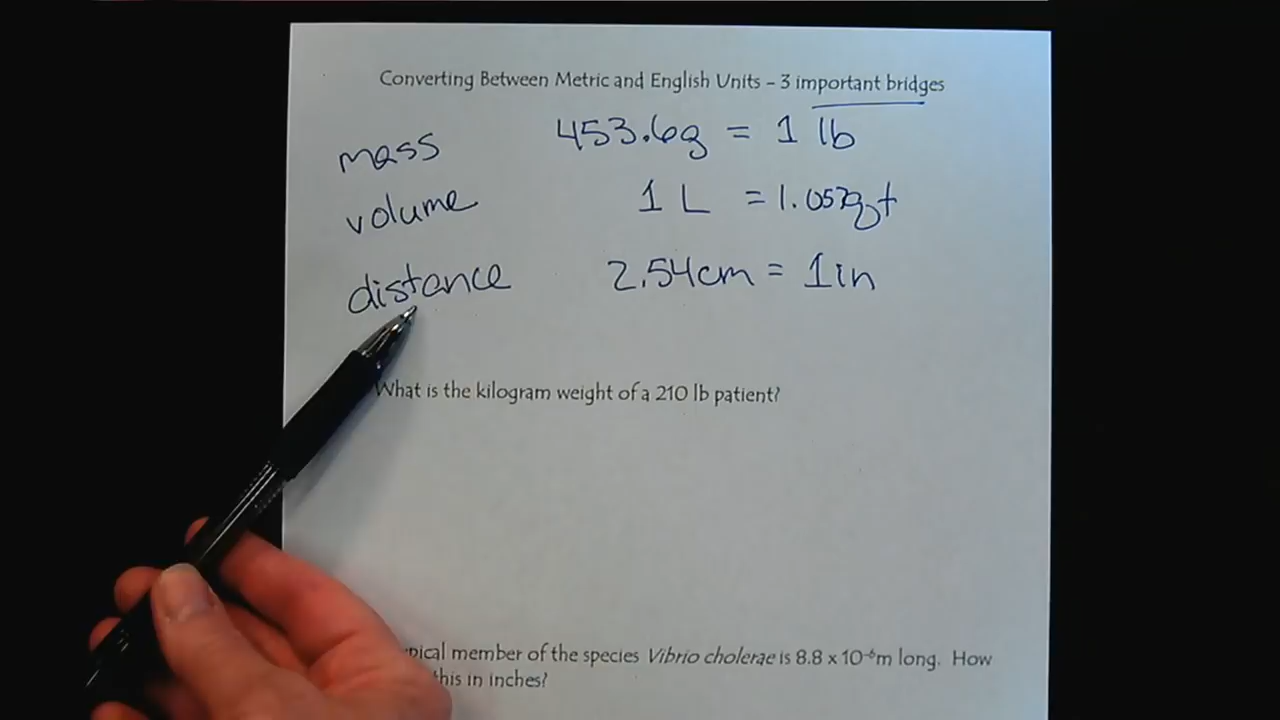 Converting Between Metric and English Units – 3 important bridges
mass 453.6g = 1 lb
volume 1 L = 1.057qt
distance 2.54cm = 1in
What is the kilogram weight of a 210 lb patient?
member of the species Vibrio cholerae is 8.8 x 10⁻⁶m long. How
this in inches?